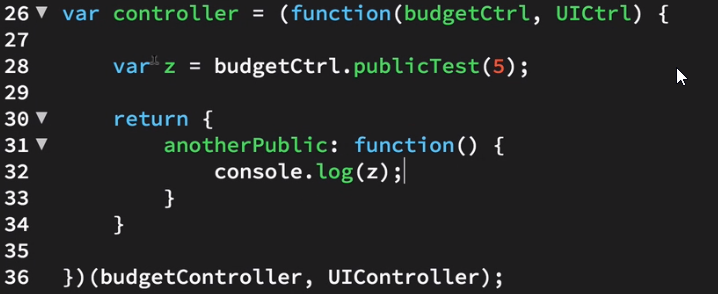 26 var controller = (function(budgetCtrl, UICtrl) {
27
28     var z = budgetCtrl.publicTest(5);
29
30     return {
31         anotherPublic: function() {
32             console.log(z);
33         }
34     }
35
36 })(budgetController, UIController);